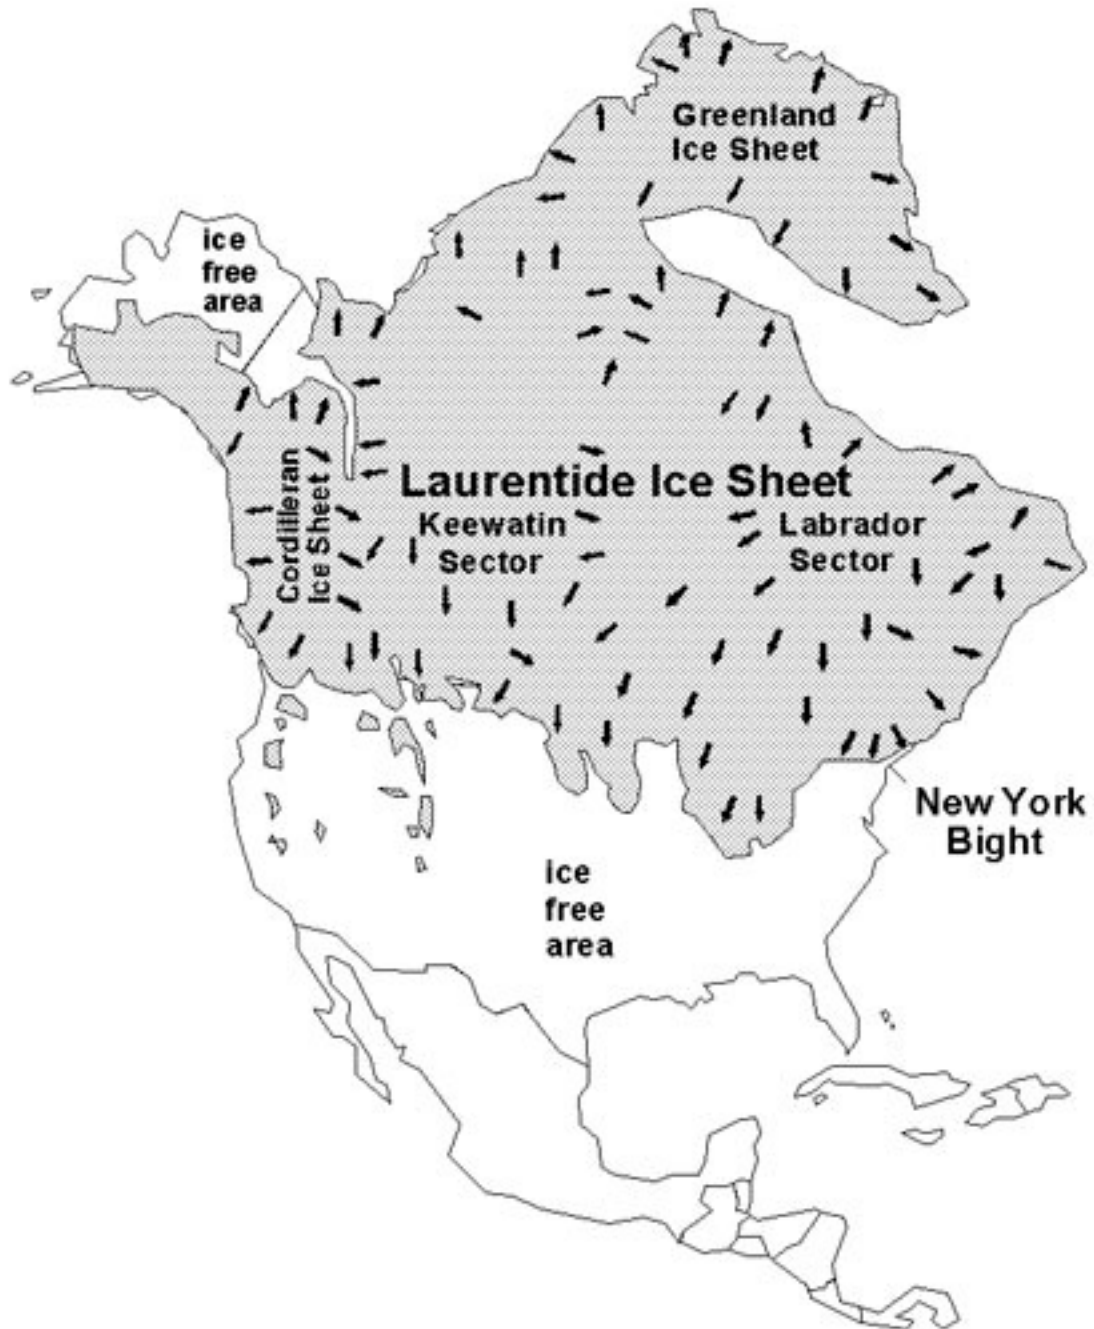 Greenland
Ice Sheet
ice
free
area
Laurentide Ice Sheet
Cordilleran
Ice Sheet
Keewatin
Sector
Labrador
Sector
New York
Bight
ice
free
area